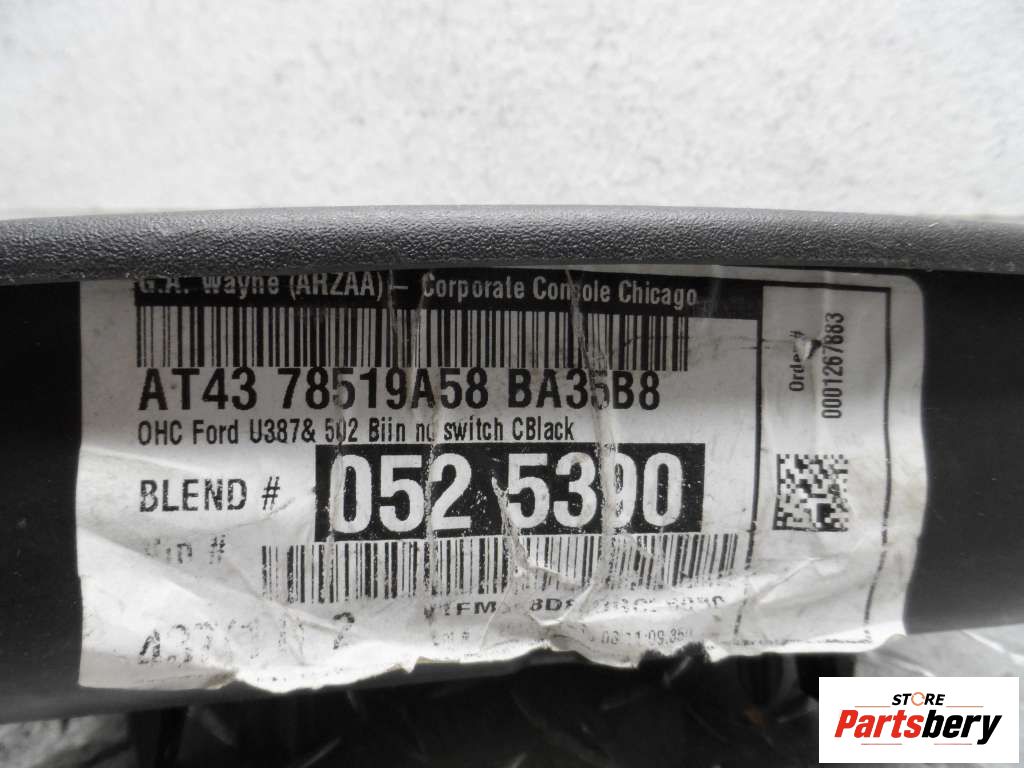 G.A. Wayne (ARZAA) – Corporate Console Chicago
AT43 78519A58 BA35B8
OHC Ford U387& 502 Biin no switch CBlack
BLEND # 052 5390
Order #
0001267883
STORE
Partsbery